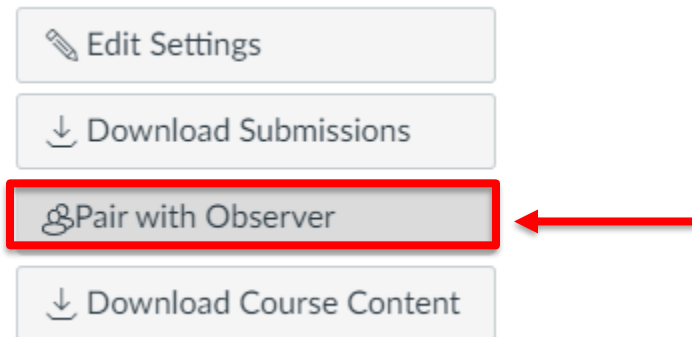 Edit Settings
Download Submissions
Pair with Observer
Download Course Content